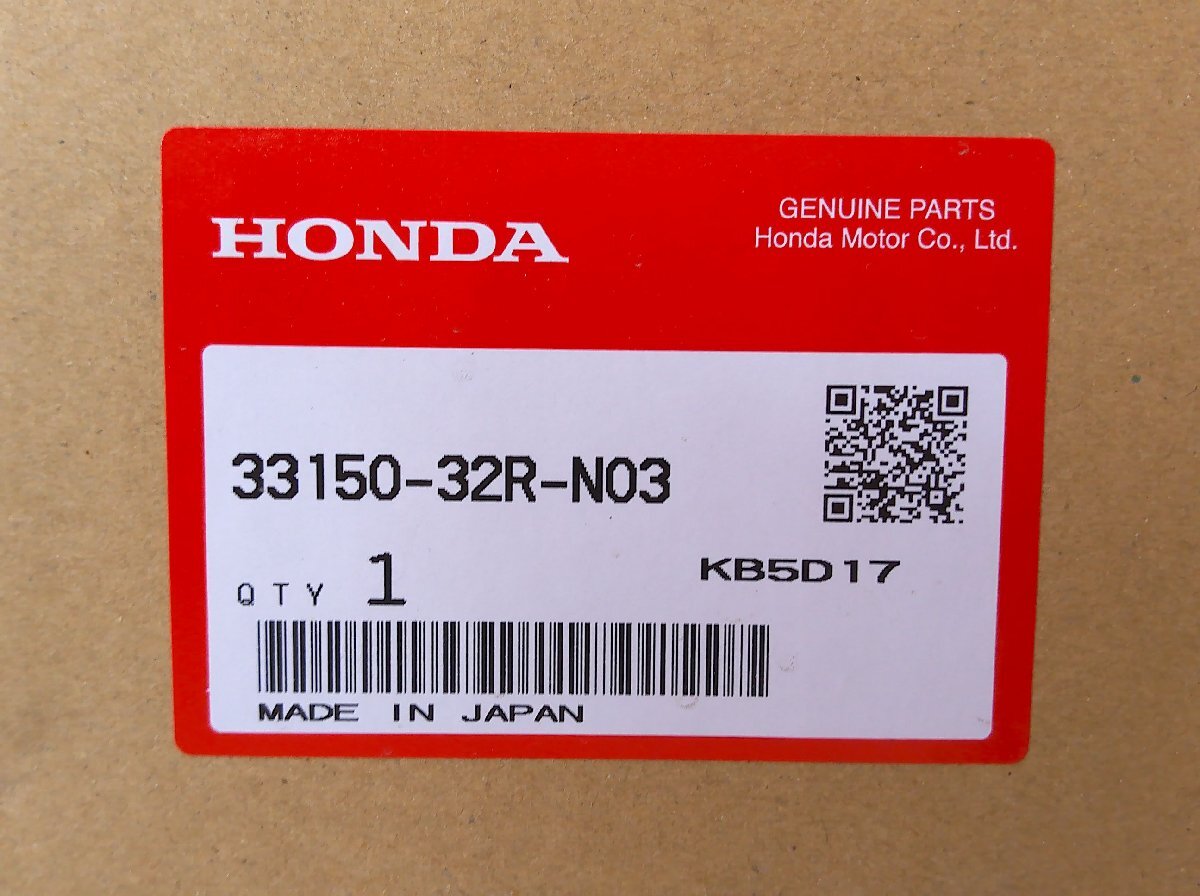 HONDA
GENUINE PARTS
Honda Motor Co., Ltd.
33150-32R-N03
QTY 1
KB5D17
MADE IN JAPAN